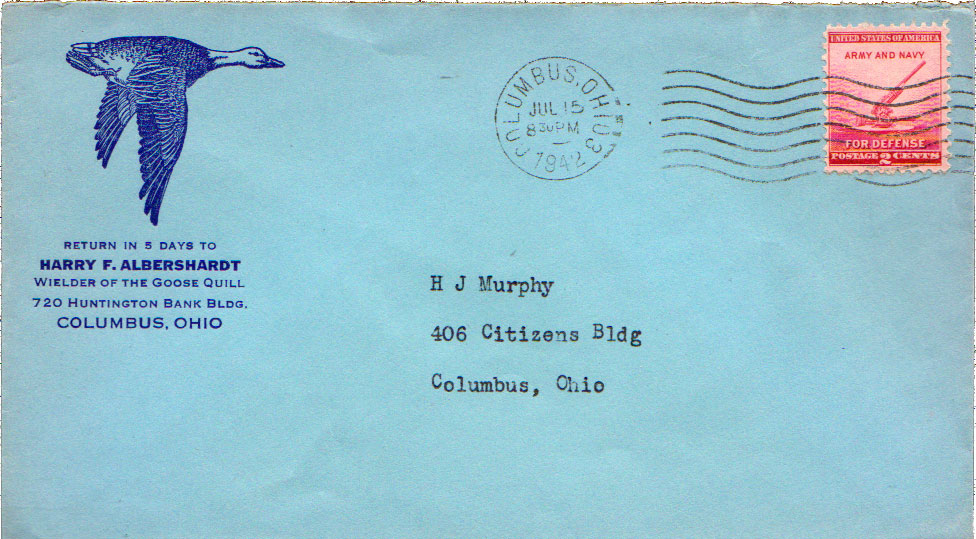 RETURN IN 5 DAYS TO
HARRY F. ALBERSHARDT
WIELDER OF THE GOOSE QUILL
720 HUNTINGTON BANK BLDG.
COLUMBUS, OHIO
COLUMBUS, OHIO 3
JUL 15
8 30 PM
1942
UNITED STATES OF AMERICA
ARMY AND NAVY
FOR DEFENSE
POSTAGE 2 CENTS
H J Murphy
406 Citizens Bldg
Columbus, Ohio